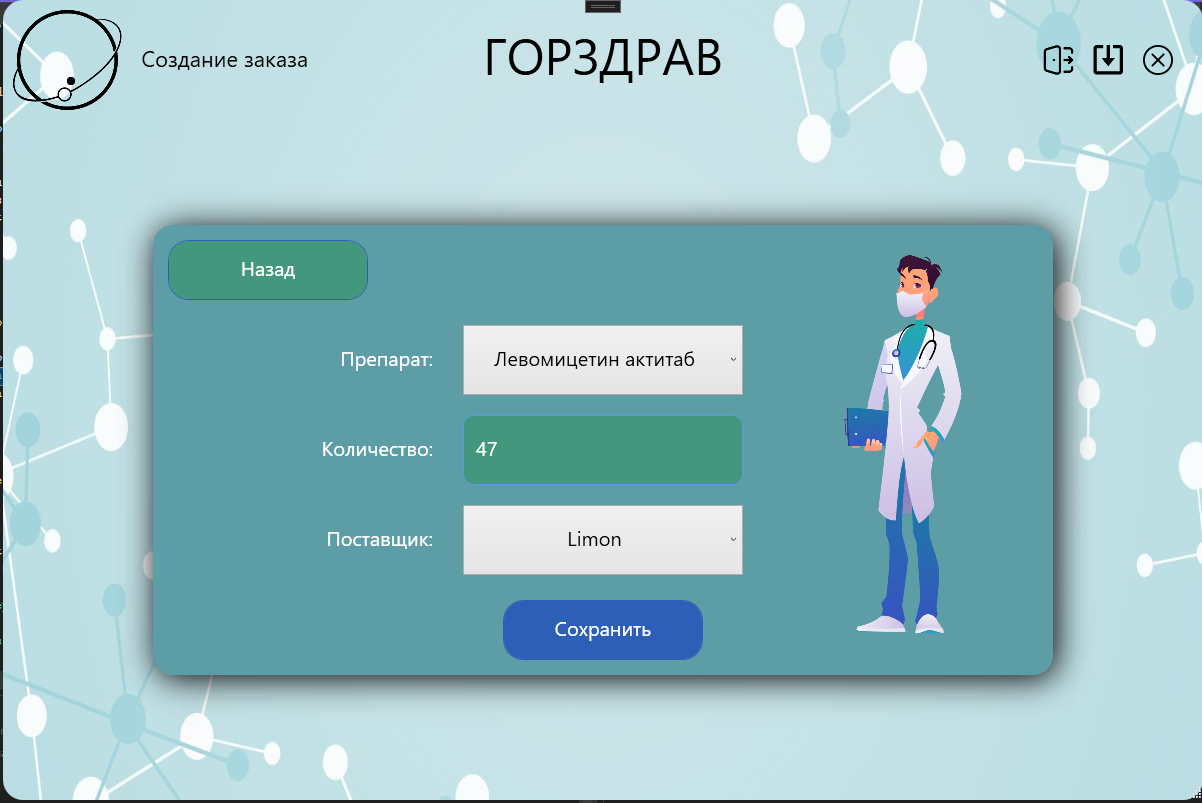 Создание заказа
ГОРЗДРАВ
Назад
Препарат:
Левомицетин актитаб
Количество:
47
Поставщик:
Limon
Сохранить